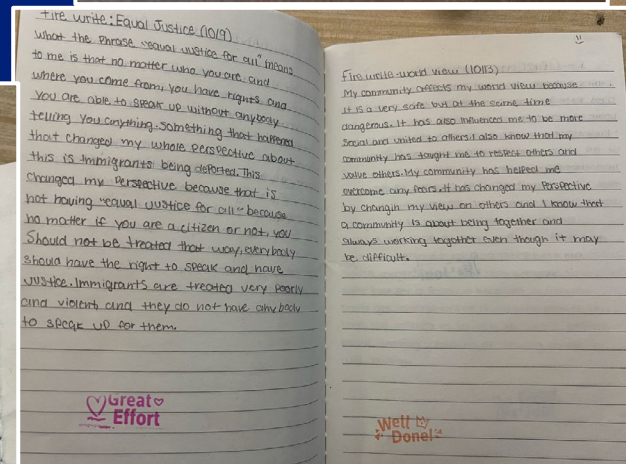 Fire write: Equal Justice (10/9)
What the phrase "equal justice for all" means
to me is that no matter who you are and
where you come from, you have rights and
you are able to speak up without anybody
telling you anything. Something that happened
that changed my whole perspective about
this is immigrants being deported. This
changed my perspective because that is
not having "equal justice for all" because
no matter if you are a citizen or not, you
should not be treated that way, everybody
should have the right to speak and have
justice. Immigrants are treated very poorly
and violent, and they do not have anybody
to speak up for them.
Great
Effort
Fire write-world view (10/13)
My community affects my world view because
it is a very safe but at the same time
dangerous. It has also influenced me to be more
social and united to others. I also know that my
community has taught me to respect others and
value others. My community has helped me
overcome any fears. It has changed my perspective
by changin my view on others and I know that
a community is about being together and
always working together even though it may
be difficult.
Well
Done!